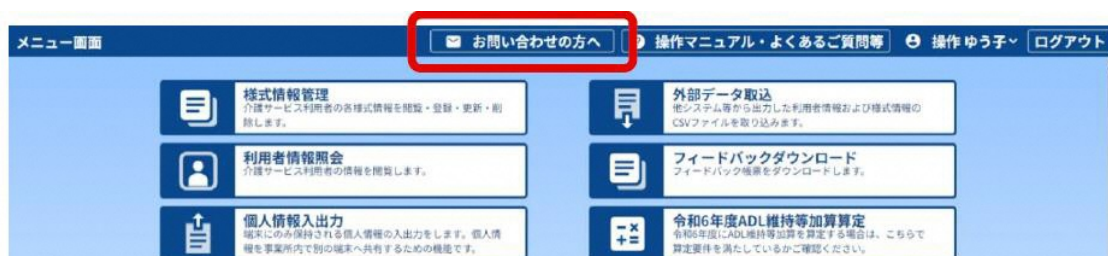 メニュー画面
お問い合わせの方へ
操作マニュアル・よくあるご質問等
操作 ゆう子
ログアウト
様式情報管理
介護サービス利用者の各様式情報を閲覧・登録・更新・削
除します。
外部データ取込
他システム等から出力した利用者情報および様式情報の
CSVファイルを取り込みます。
利用者情報照会
介護サービス利用者の情報を閲覧します。
フィードバックダウンロード
フィードバック帳票をダウンロードします。
個人情報入出力
端末にのみ保持される個人情報の入出力をします。個人情
報を事業所内で別の端末へ共有するための機能です。
令和6年度ADL維持等加算算定
令和6年度にADL維持等加算を算定する場合は、こちらで
算定要件を満たしているかご確認ください。